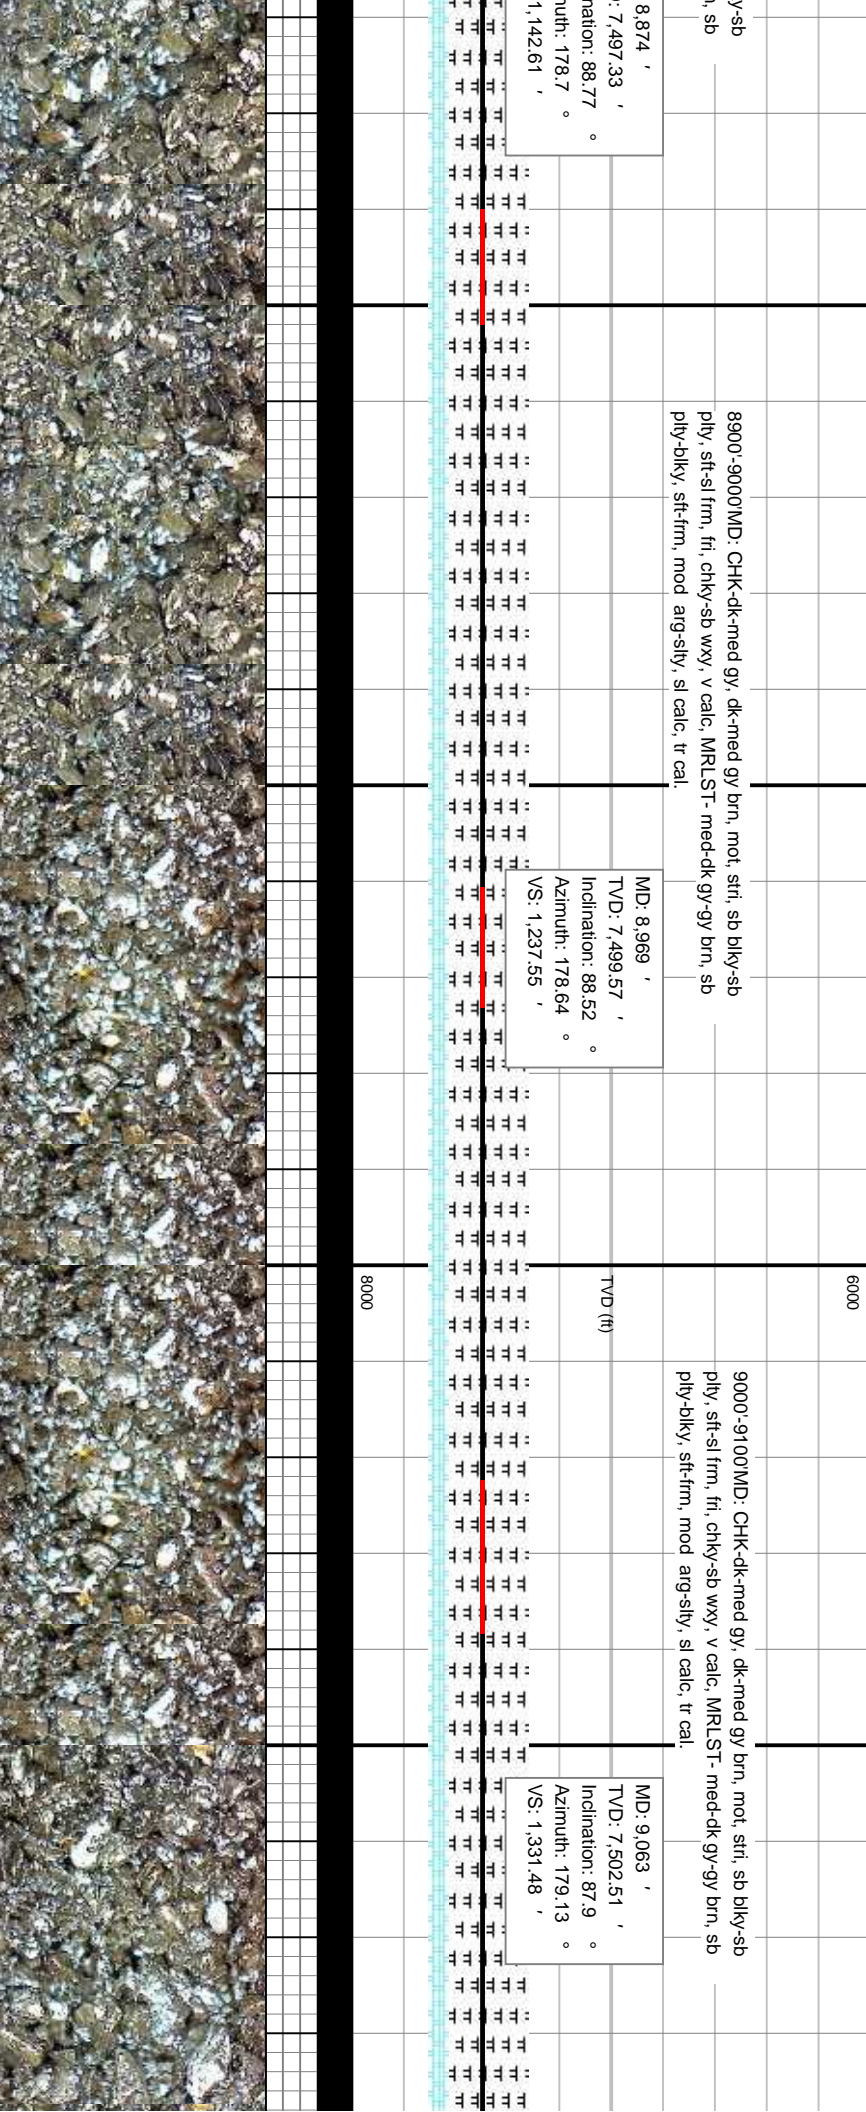 y-sb
, sb
8,874 '
: 7,497.33 '
nation: 88.77 °
muth: 178.7 °
1,142.61 '
8900'-9000'MD: CHK-dk-med gy, dk-med gy brn, mot, stri, sb blky-sb
plty, sft-sl frm, fri, chky-sb wxy, v calc, MRLST- med-dk gy-gy brn, sb
plty-blky, sft-frm, mod arg-slty, sl calc, tr cal.
MD: 8,969 '
TVD: 7,499.57 '
Inclination: 88.52 °
Azimuth: 178.64 °
VS: 1,237.55 '
6000
TVD (ft)
8000
9000'-9100'MD: CHK-dk-med gy, dk-med gy brn, mot, stri, sb blky-sb
plty, sft-sl frm, fri, chky-sb wxy, v calc, MRLST- med-dk gy-gy brn, sb
plty-blky, sft-frm, mod arg-slty, sl calc, tr cal.
MD: 9,063 '
TVD: 7,502.51 '
Inclination: 87.9 °
Azimuth: 179.13 °
VS: 1,331.48 '